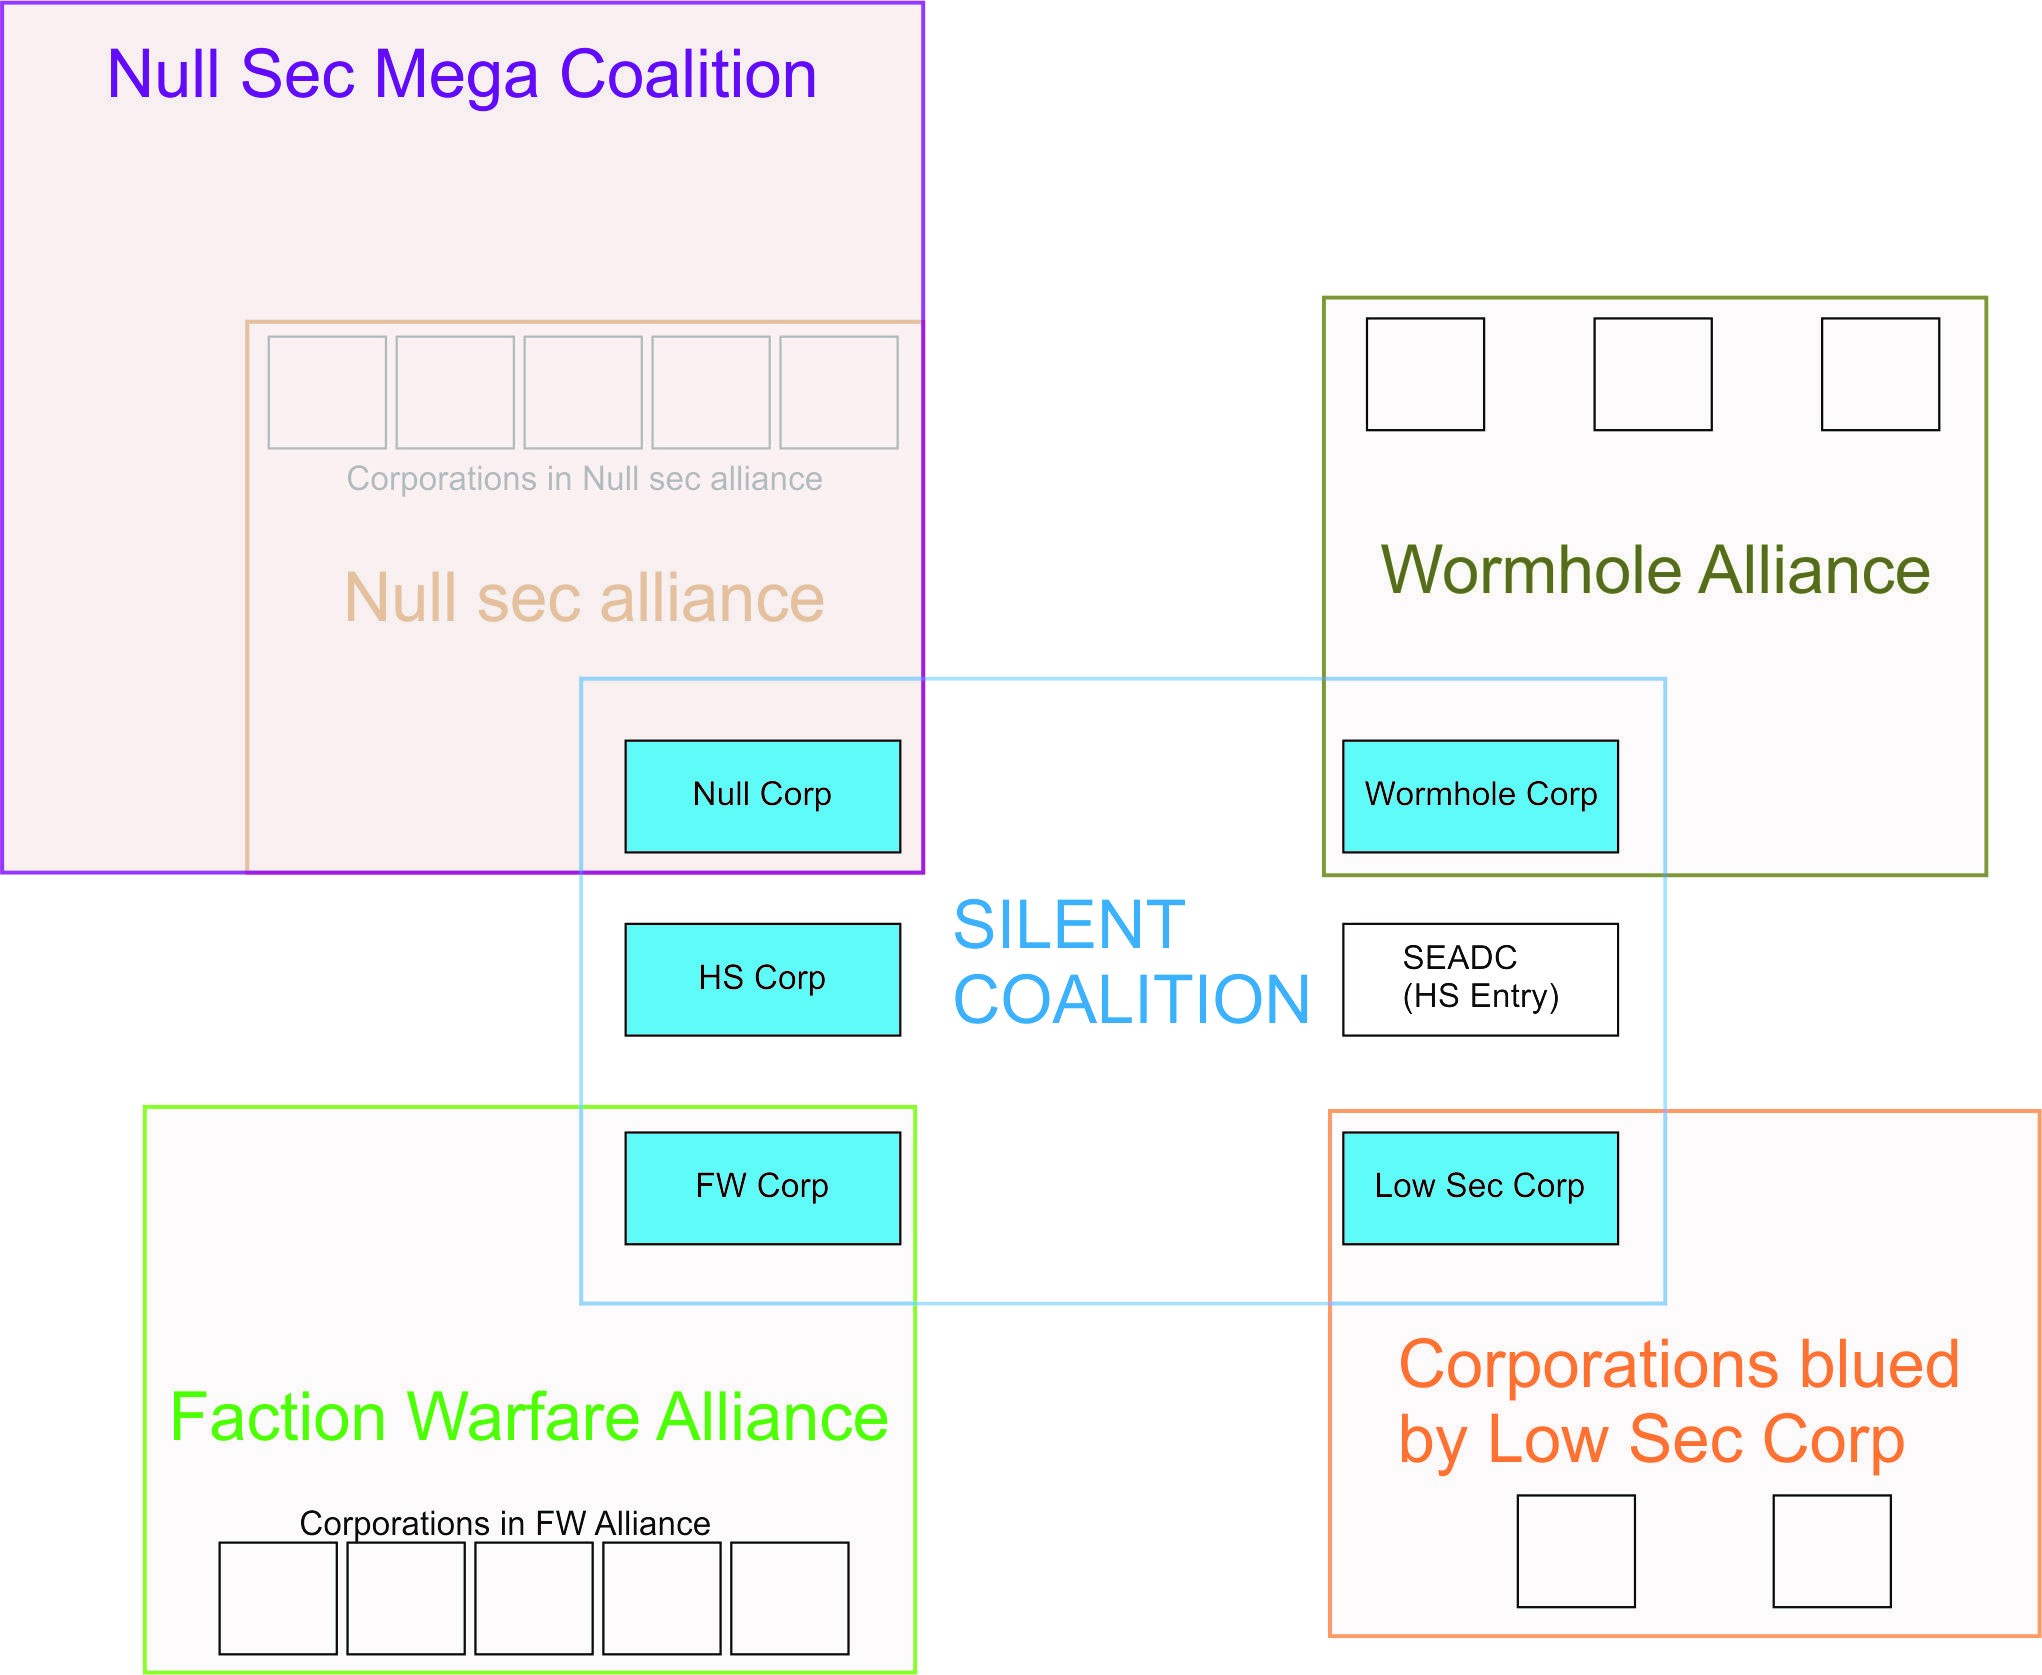 Null Sec Mega Coalition
Corporations in Null sec alliance
Null sec alliance
Wormhole Alliance
Null Corp
Wormhole Corp
SILENT
COALITION
HS Corp
SEADC
(HS Entry)
FW Corp
Low Sec Corp
Faction Warfare Alliance
Corporations in FW Alliance
Corporations blued
by Low Sec Corp